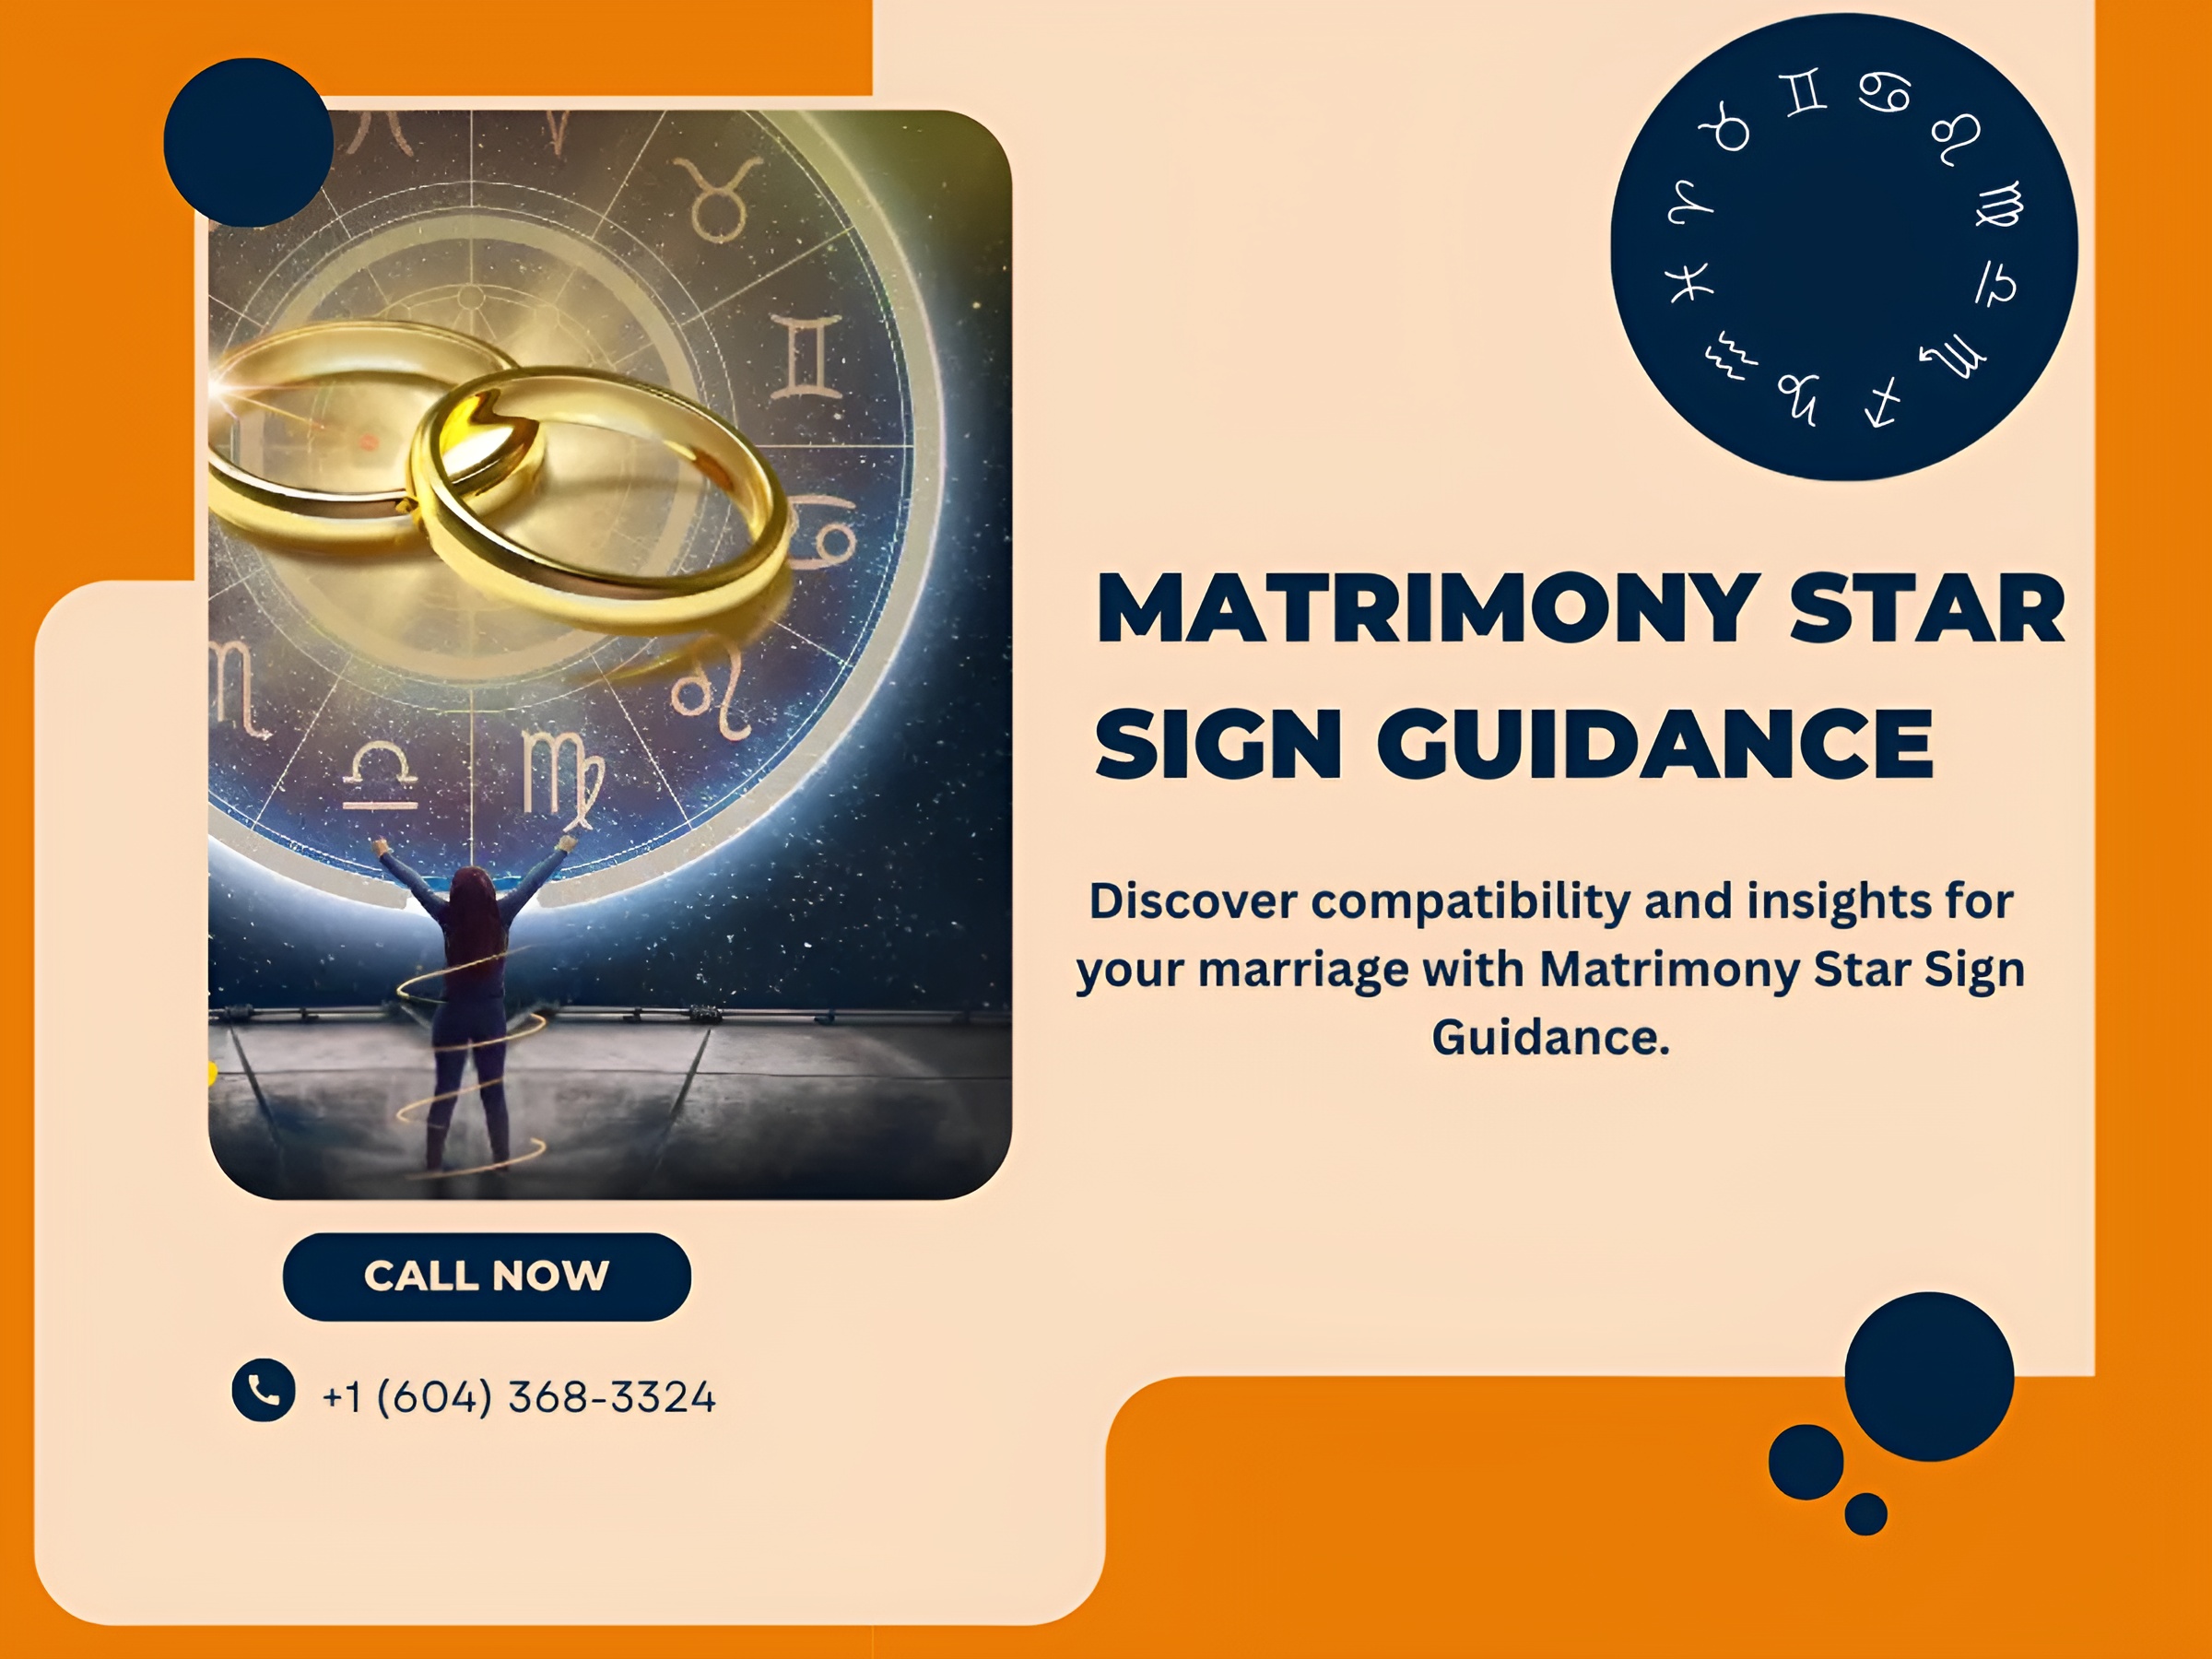 MATRIMONY STAR
SIGN GUIDANCE
Discover compatibility and insights for
your marriage with Matrimony Star Sign
Guidance.
CALL NOW
+1 (604) 368-3324